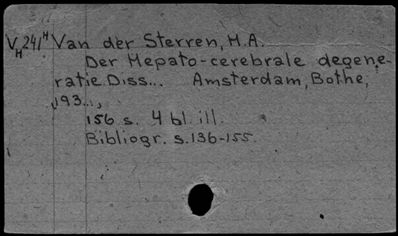 VH241H Van der Sterren, H.A.
Der Hepato-cerebrale degene-
ratie. Diss... Amsterdam, Bothe,
193..,
156 s. 4 bl. ill.
Bibliogr. s. 136-155.